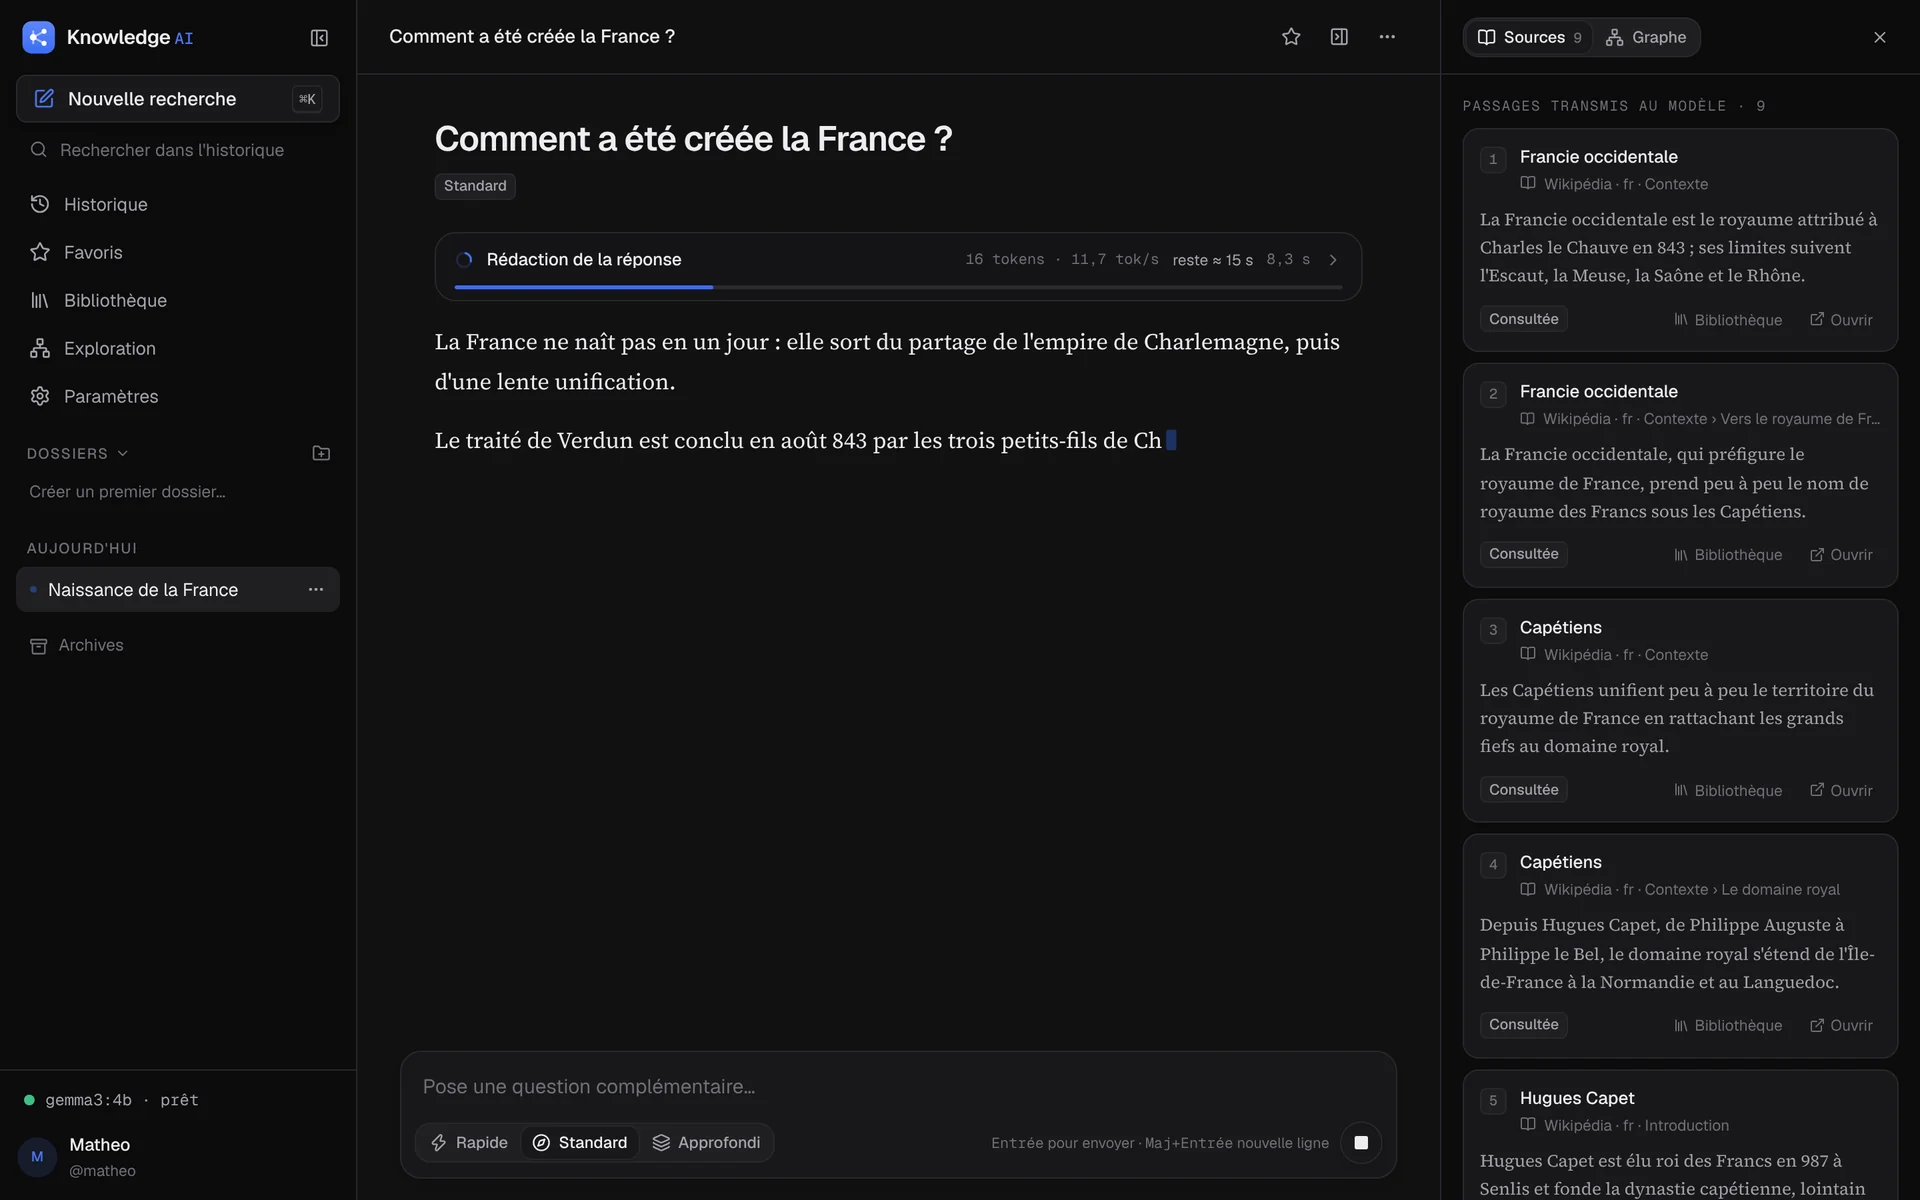 Knowledge AI
Nouvelle recherche
⌘K
Rechercher dans l'historique
Historique
Favoris
Bibliothèque
Exploration
Paramètres
DOSSIERS
Créer un premier dossier…
AUJOURD'HUI
Naissance de la France
Archives
gemma3:4b · prêt
M
Matheo
@matheo
Comment a été créée la France ?
Comment a été créée la France ?
Standard
Rédaction de la réponse
16 tokens · 11,7 tok/s reste ≈ 15 s 8,3 s
La France ne naît pas en un jour : elle sort du partage de l'empire de Charlemagne, puis
d'une lente unification.
Le traité de Verdun est conclu en août 843 par les trois petits-fils de Ch
Pose une question complémentaire…
Rapide
Standard
Approfondi
Entrée pour envoyer · Maj+Entrée nouvelle ligne
Sources 9
Graphe
PASSAGES TRANSMIS AU MODÈLE · 9
1
Francie occidentale
Wikipédia · fr · Contexte
La Francie occidentale est le royaume attribué à
Charles le Chauve en 843 ; ses limites suivent
l'Escaut, la Meuse, la Saône et le Rhône.
Consultée
Bibliothèque
Ouvrir
2
Francie occidentale
Wikipédia · fr · Contexte › Vers le royaume de Fr…
La Francie occidentale, qui préfigure le
royaume de France, prend peu à peu le nom de
royaume des Francs sous les Capétiens.
Consultée
Bibliothèque
Ouvrir
3
Capétiens
Wikipédia · fr · Contexte
Les Capétiens unifient peu à peu le territoire du
royaume de France en rattachant les grands
fiefs au domaine royal.
Consultée
Bibliothèque
Ouvrir
4
Capétiens
Wikipédia · fr · Contexte › Le domaine royal
Depuis Hugues Capet, de Philippe Auguste à
Philippe le Bel, le domaine royal s'étend de l'Île-
de-France à la Normandie et au Languedoc.
Consultée
Bibliothèque
Ouvrir
5
Hugues Capet
Wikipédia · fr · Introduction
Hugues Capet est élu roi des Francs en 987 à
Senlis et fonde la dynastie capétienne, lointain